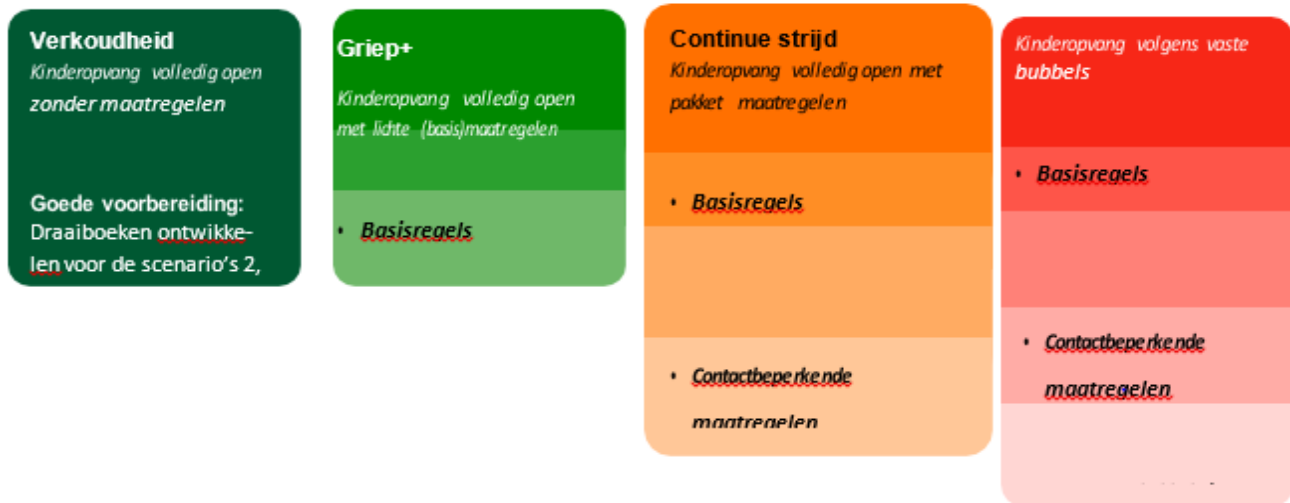 Verkoudheid
Kinderopvang volledig open
zonder maatregelen
Goede voorbereiding:
Draaiboeken ontwikke-
len voor de scenario's 2,
Griep+
Kinderopvang volledig open
met lichte (basis)maatregelen
• Basisregels
Continue strijd
Kinderopvang volledig open met
pakket maatregelen
• Basisregels
• Contactbeperkende
maatregelen
Kinderopvang volgens vaste
bubbels
• Basisregels
• Contactbeperkende
maatregelen